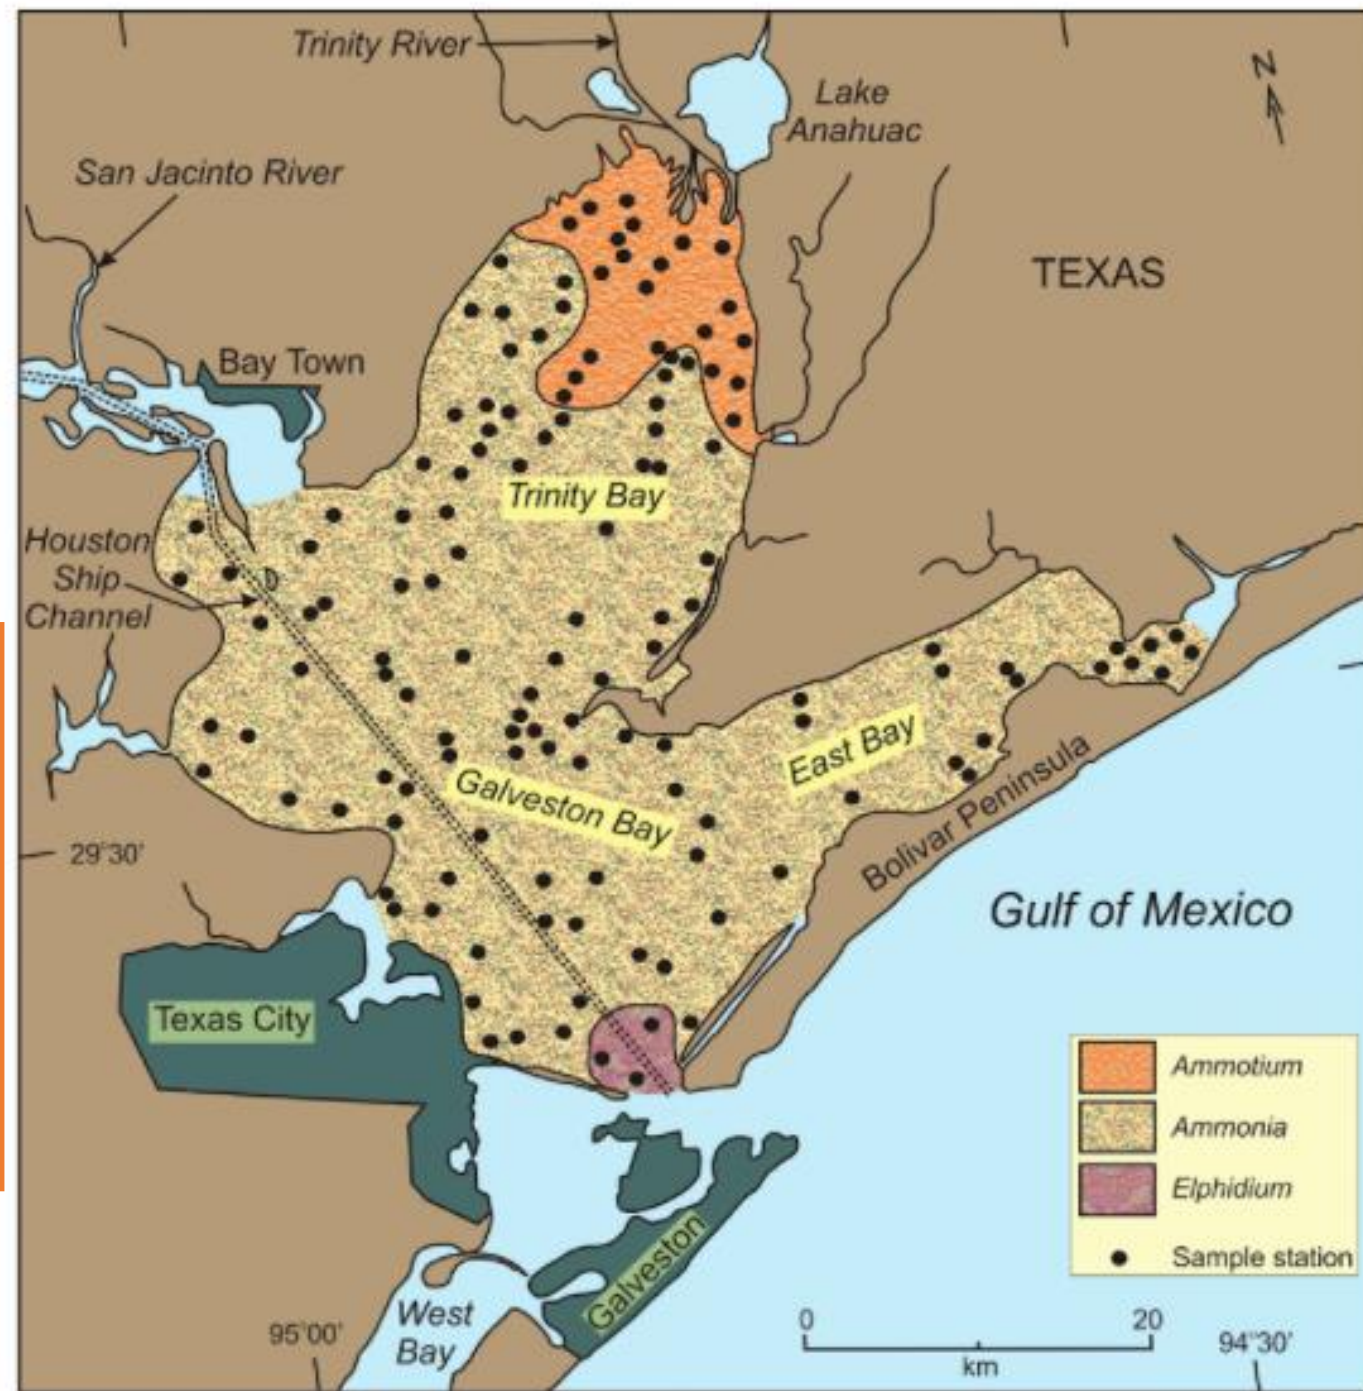 Trinity River
Lake
Anahuac
N
San Jacinto River
TEXAS
Bay Town
Trinity Bay
Houston
Ship
Channel
East Bay
Galveston Bay
Bolivar Peninsula
29°30'
Gulf of Mexico
Texas City
Ammotium
Ammonia
Elphidium
Sample station
Galveston
West
Bay
95°00'
0 20
km
94°30'